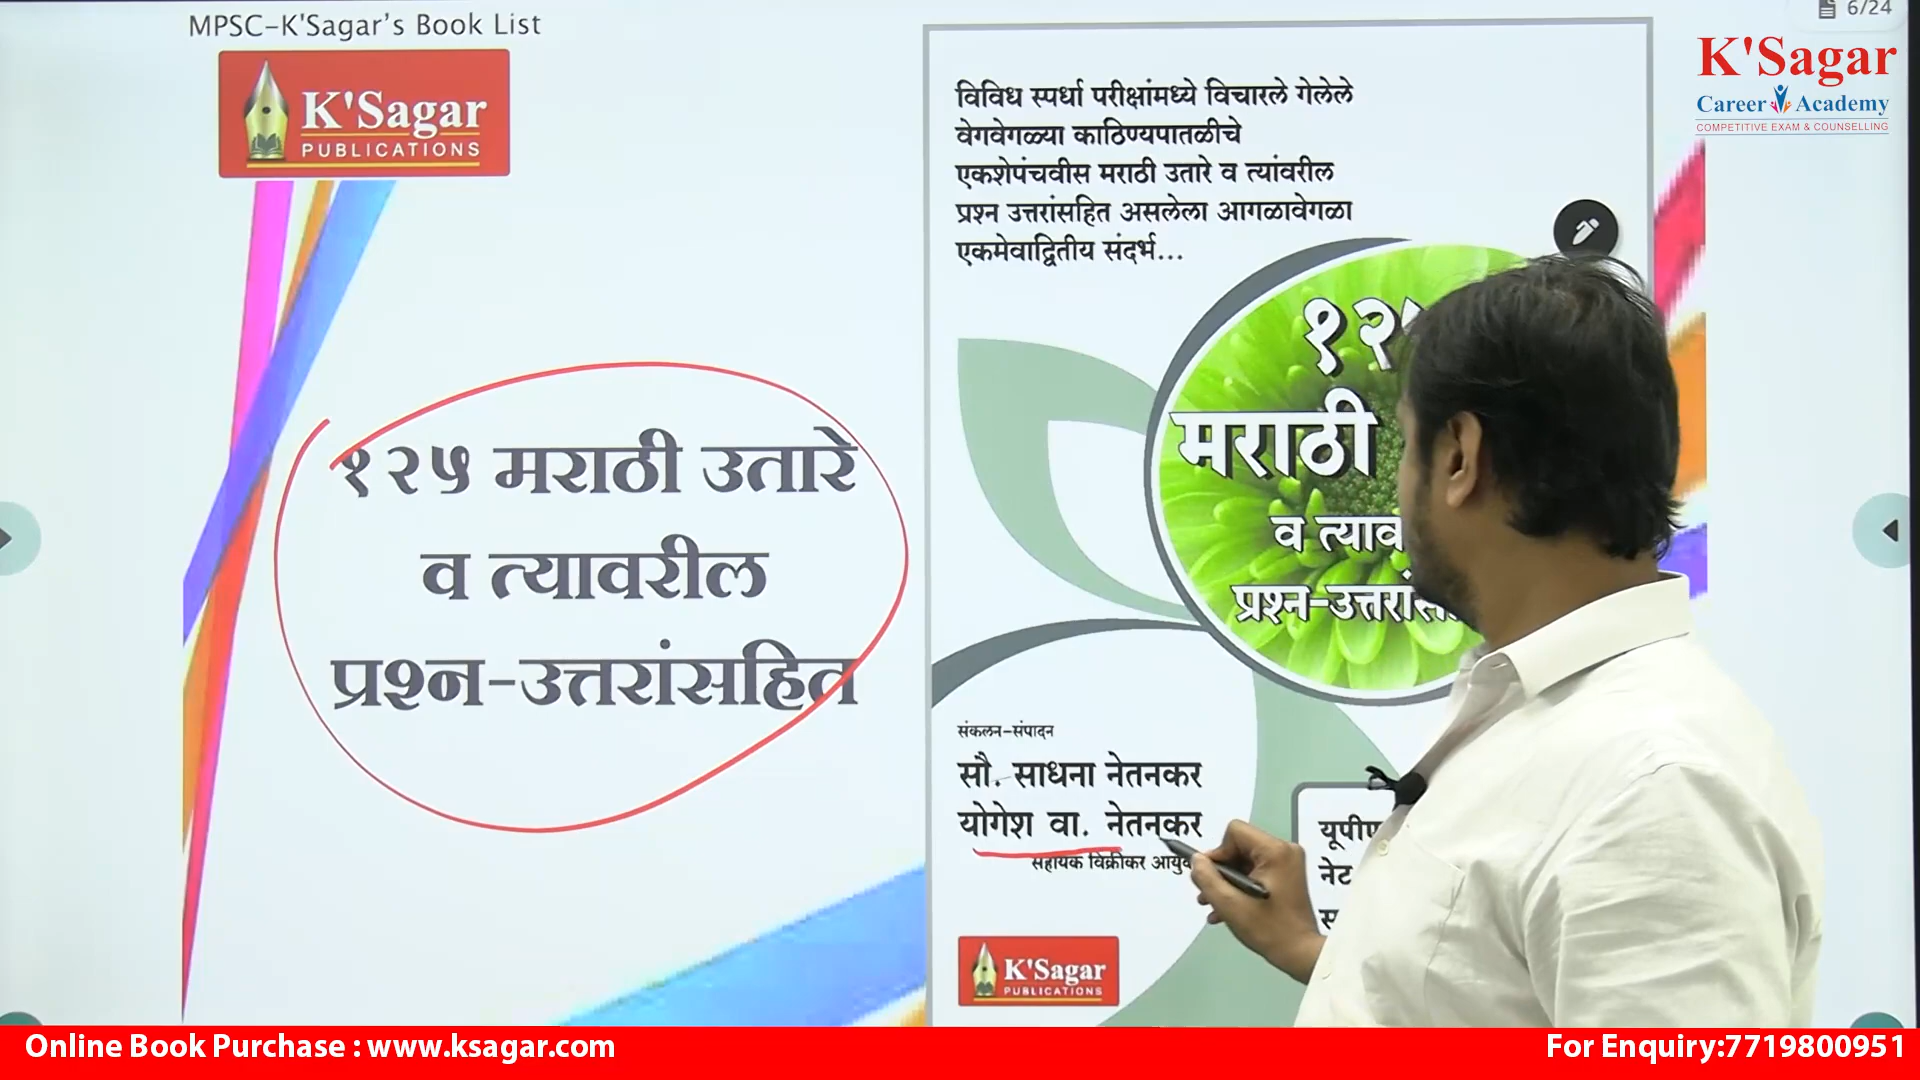 MPSC-K'Sagar's Book List
6/24
K'Sagar
PUBLICATIONS
K'Sagar
Career Academy
COMPETITIVE EXAM & COUNSELLING
विविध स्पर्धा परीक्षांमध्ये विचारले गेलेले
वेगवेगळ्या काठिण्यपातळीचे
एकशेपंचवीस मराठी उतारे व त्यांवरील
प्रश्न उत्तरांसहित असलेला आगळावेगळा
एकमेवाद्वितीय संदर्भ...
१२५ मराठी उतारे
व त्यावरील
प्रश्न-उत्तरांसहित
मराठी
संकलन-संपादन
सौ. साधना नेतनकर
योगेश वा. नेतनकर
सहायक विक्रीकर
नेट
K'Sagar
PUBLICATIONS
Online Book Purchase : www.ksagar.com
For Enquiry:7719800951